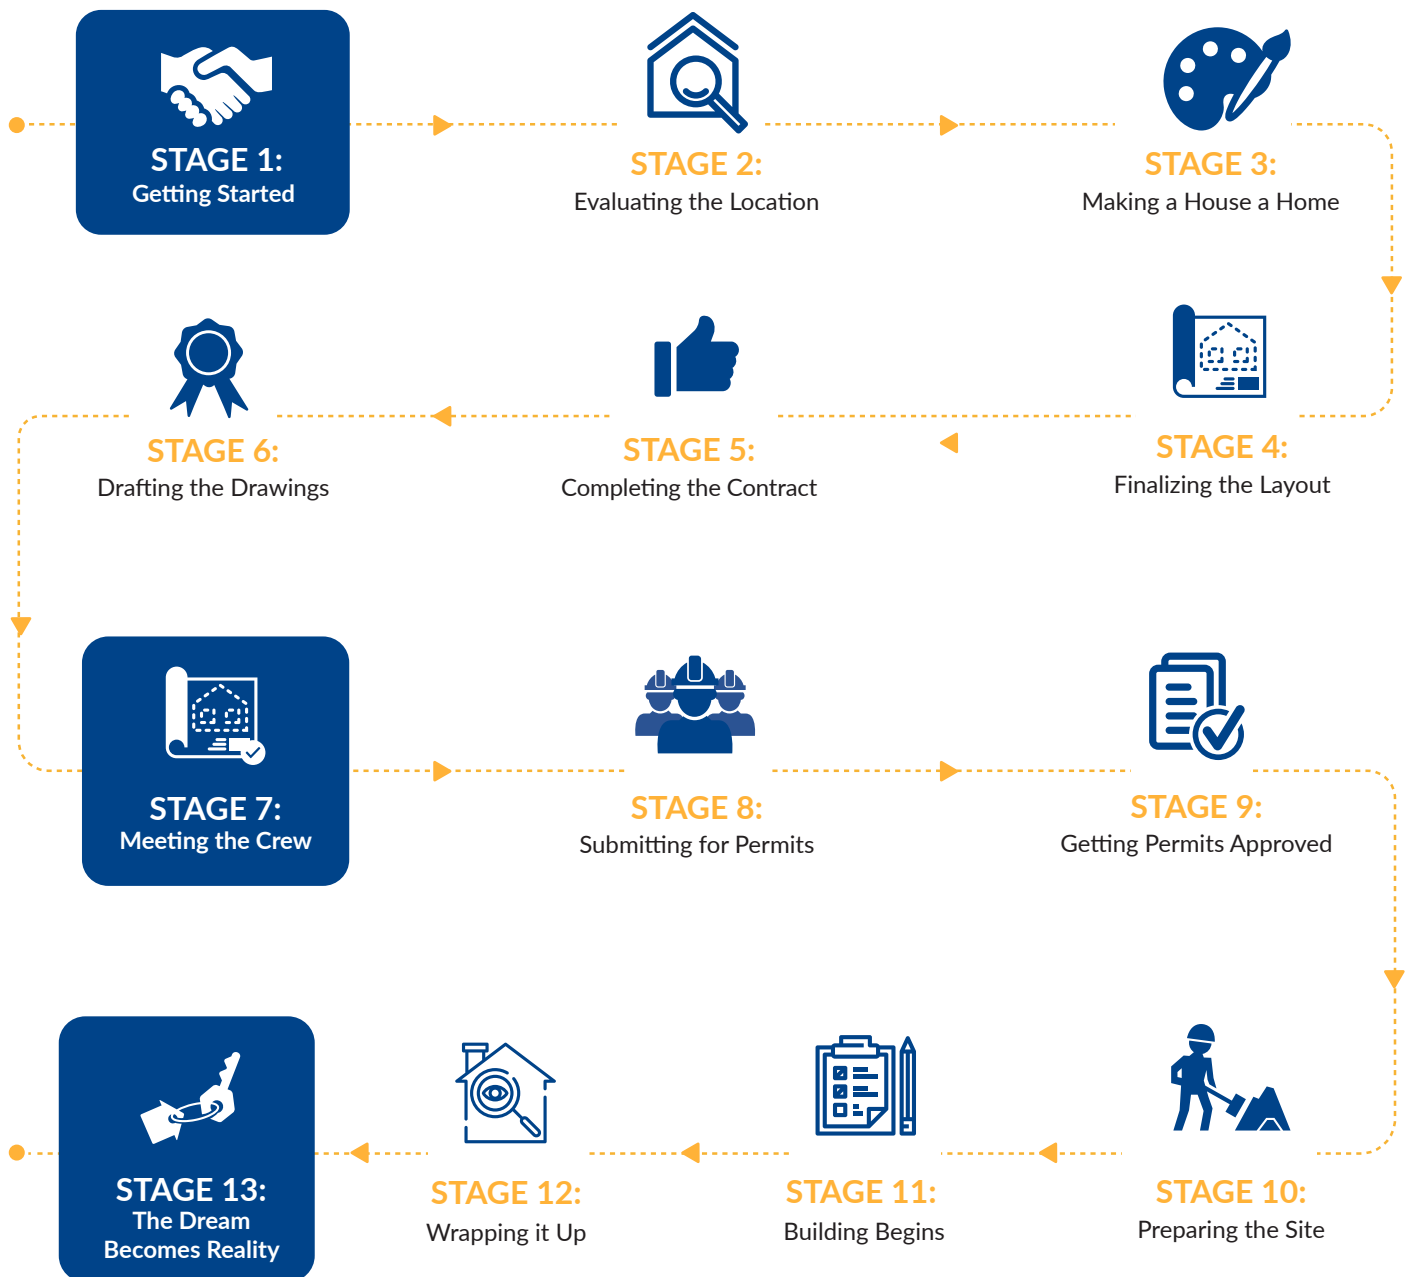 STAGE 1:
Getting Started
STAGE 2:
Evaluating the Location
STAGE 3:
Making a House a Home
STAGE 4:
Finalizing the Layout
STAGE 5:
Completing the Contract
STAGE 6:
Drafting the Drawings
STAGE 7:
Meeting the Crew
STAGE 8:
Submitting for Permits
STAGE 9:
Getting Permits Approved
STAGE 10:
Preparing the Site
STAGE 11:
Building Begins
STAGE 12:
Wrapping it Up
STAGE 13:
The Dream
Becomes Reality